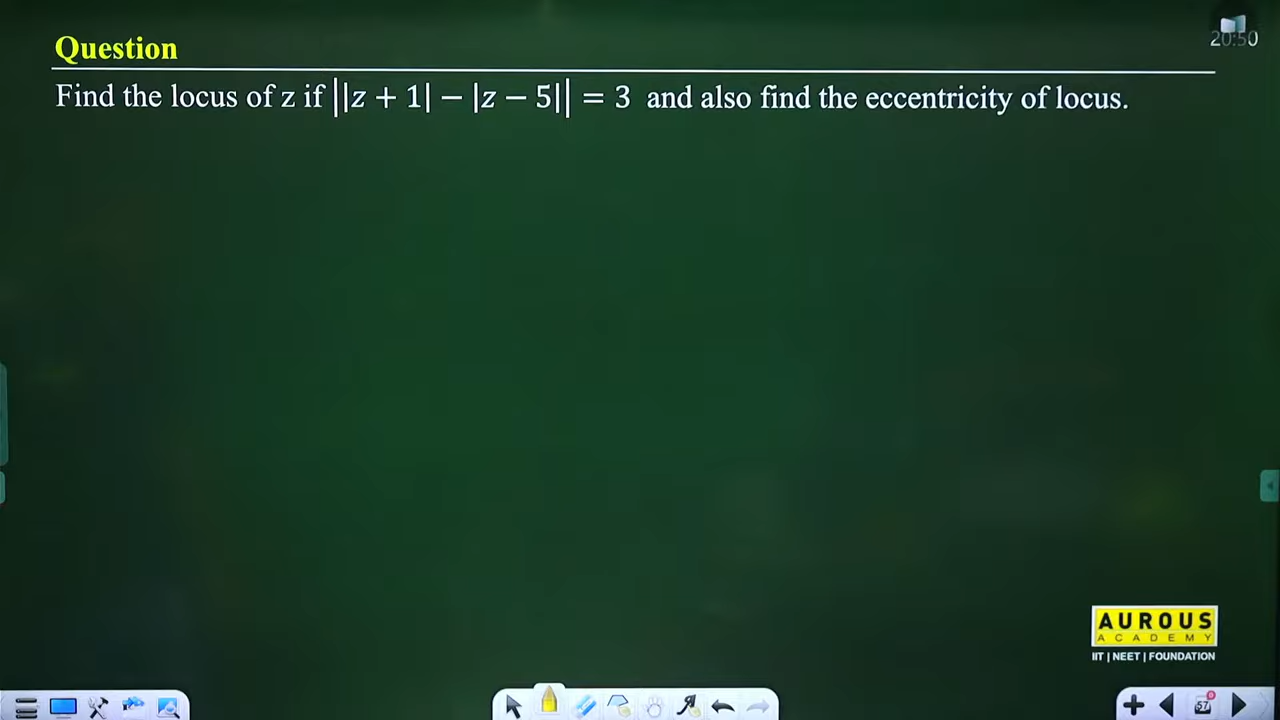 20:50
Question
Find the locus of z if ||z + 1| − |z − 5|| = 3 and also find the eccentricity of locus.
AUROUS
ACADEMY
IIT | NEET | FOUNDATION
57